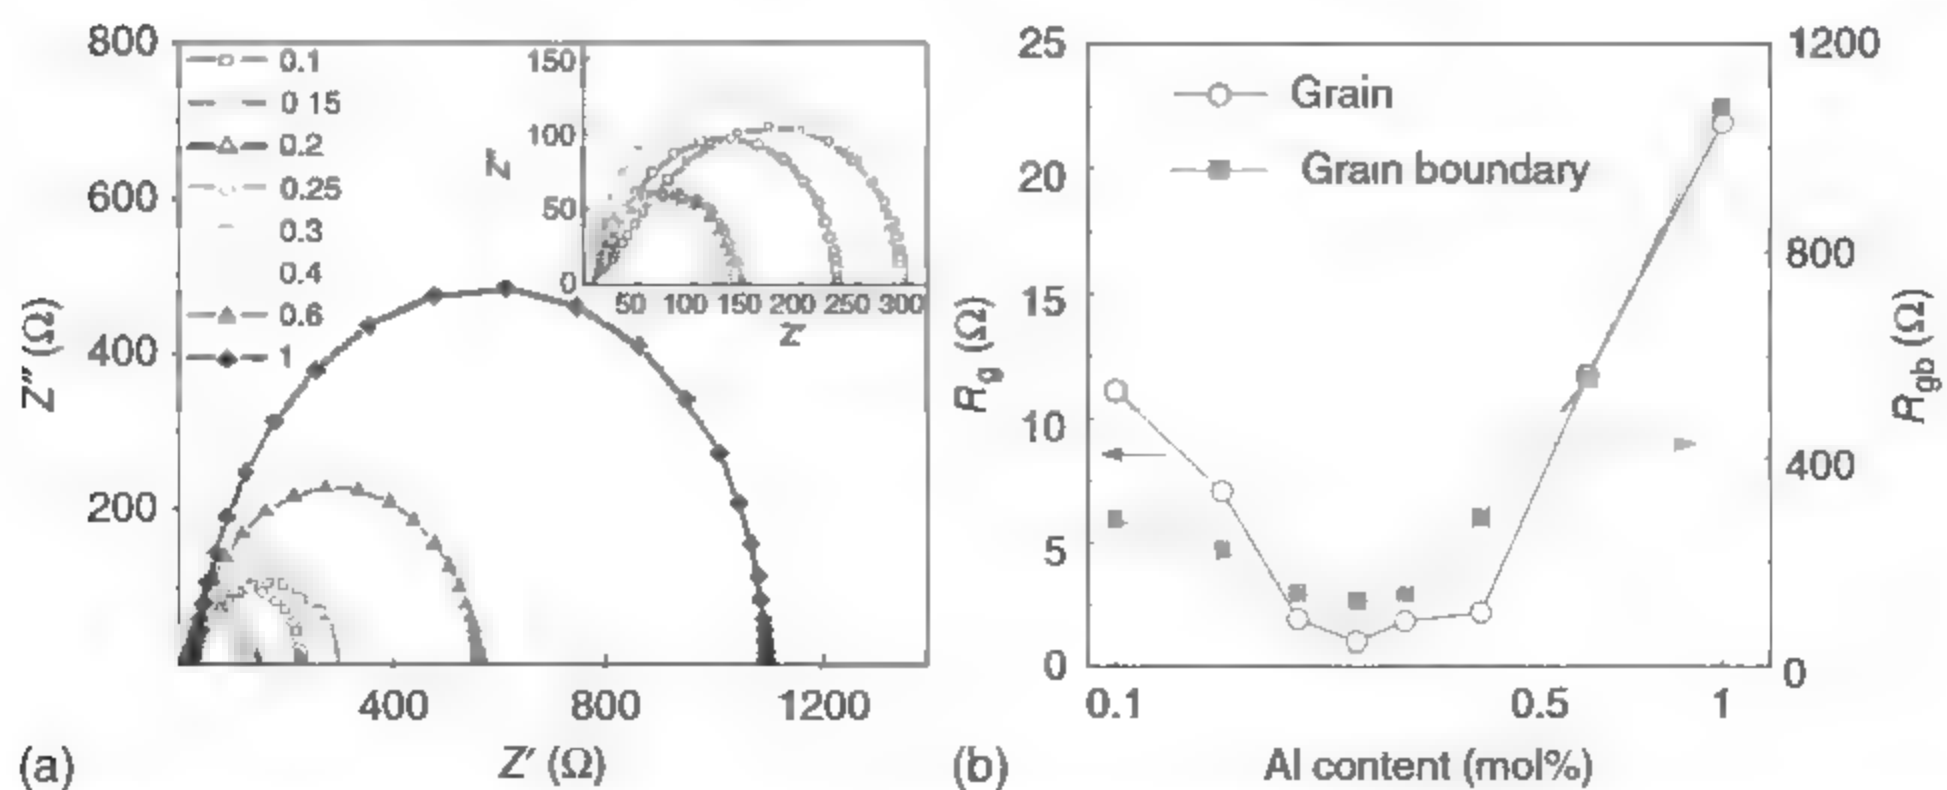 800
600
400
200
Z″ (Ω)
0.1
0 15
0.2
0.25
0.3
0.4
0.6
1
150
100
50
0
Z″
50 100 150 200 250 300
Z′
400 800 1200
Z′ (Ω)
(a)
25
20
15
10
5
0
Rg (Ω)
Grain
Grain boundary
1200
800
400
0
Rgb (Ω)
0.1 0.5 1
Al content (mol%)
(b)